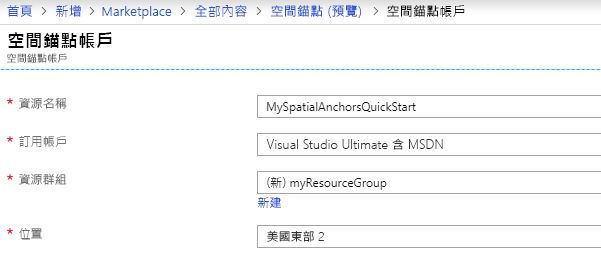 首頁 > 新增 > Marketplace > 全部內容 > 空間錨點 (預覽) > 空間錨點帳戶
空間錨點帳戶
空間錨點帳戶
* 資源名稱 MySpatialAnchorsQuickStart
* 訂用帳戶 Visual Studio Ultimate 含 MSDN
* 資源群組 (新) myResourceGroup
新建
* 位置 美國東部 2